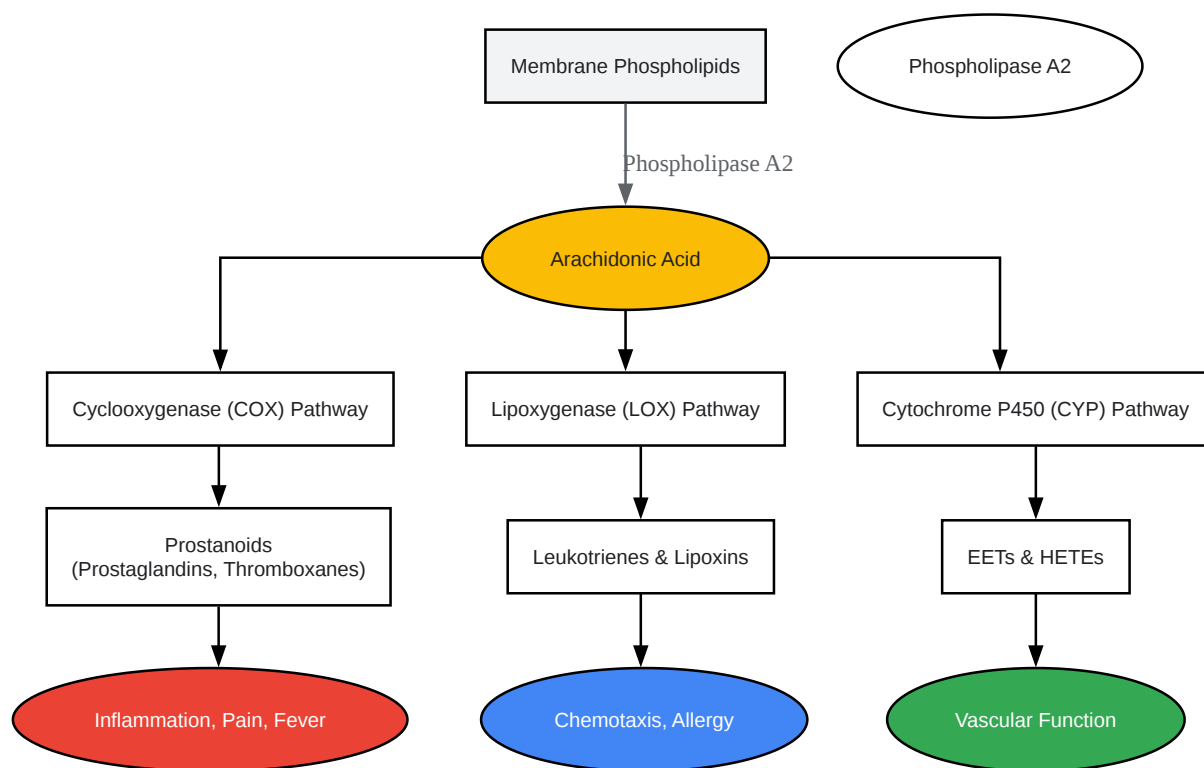 Membrane Phospholipids
Phospholipase A2
Phospholipase A2
Arachidonic Acid
Cyclooxygenase (COX) Pathway
Lipoxygenase (LOX) Pathway
Cytochrome P450 (CYP) Pathway
Prostanoids
(Prostaglandins, Thromboxanes)
Leukotrienes & Lipoxins
EETs & HETEs
Inflammation, Pain, Fever
Chemotaxis, Allergy
Vascular Function